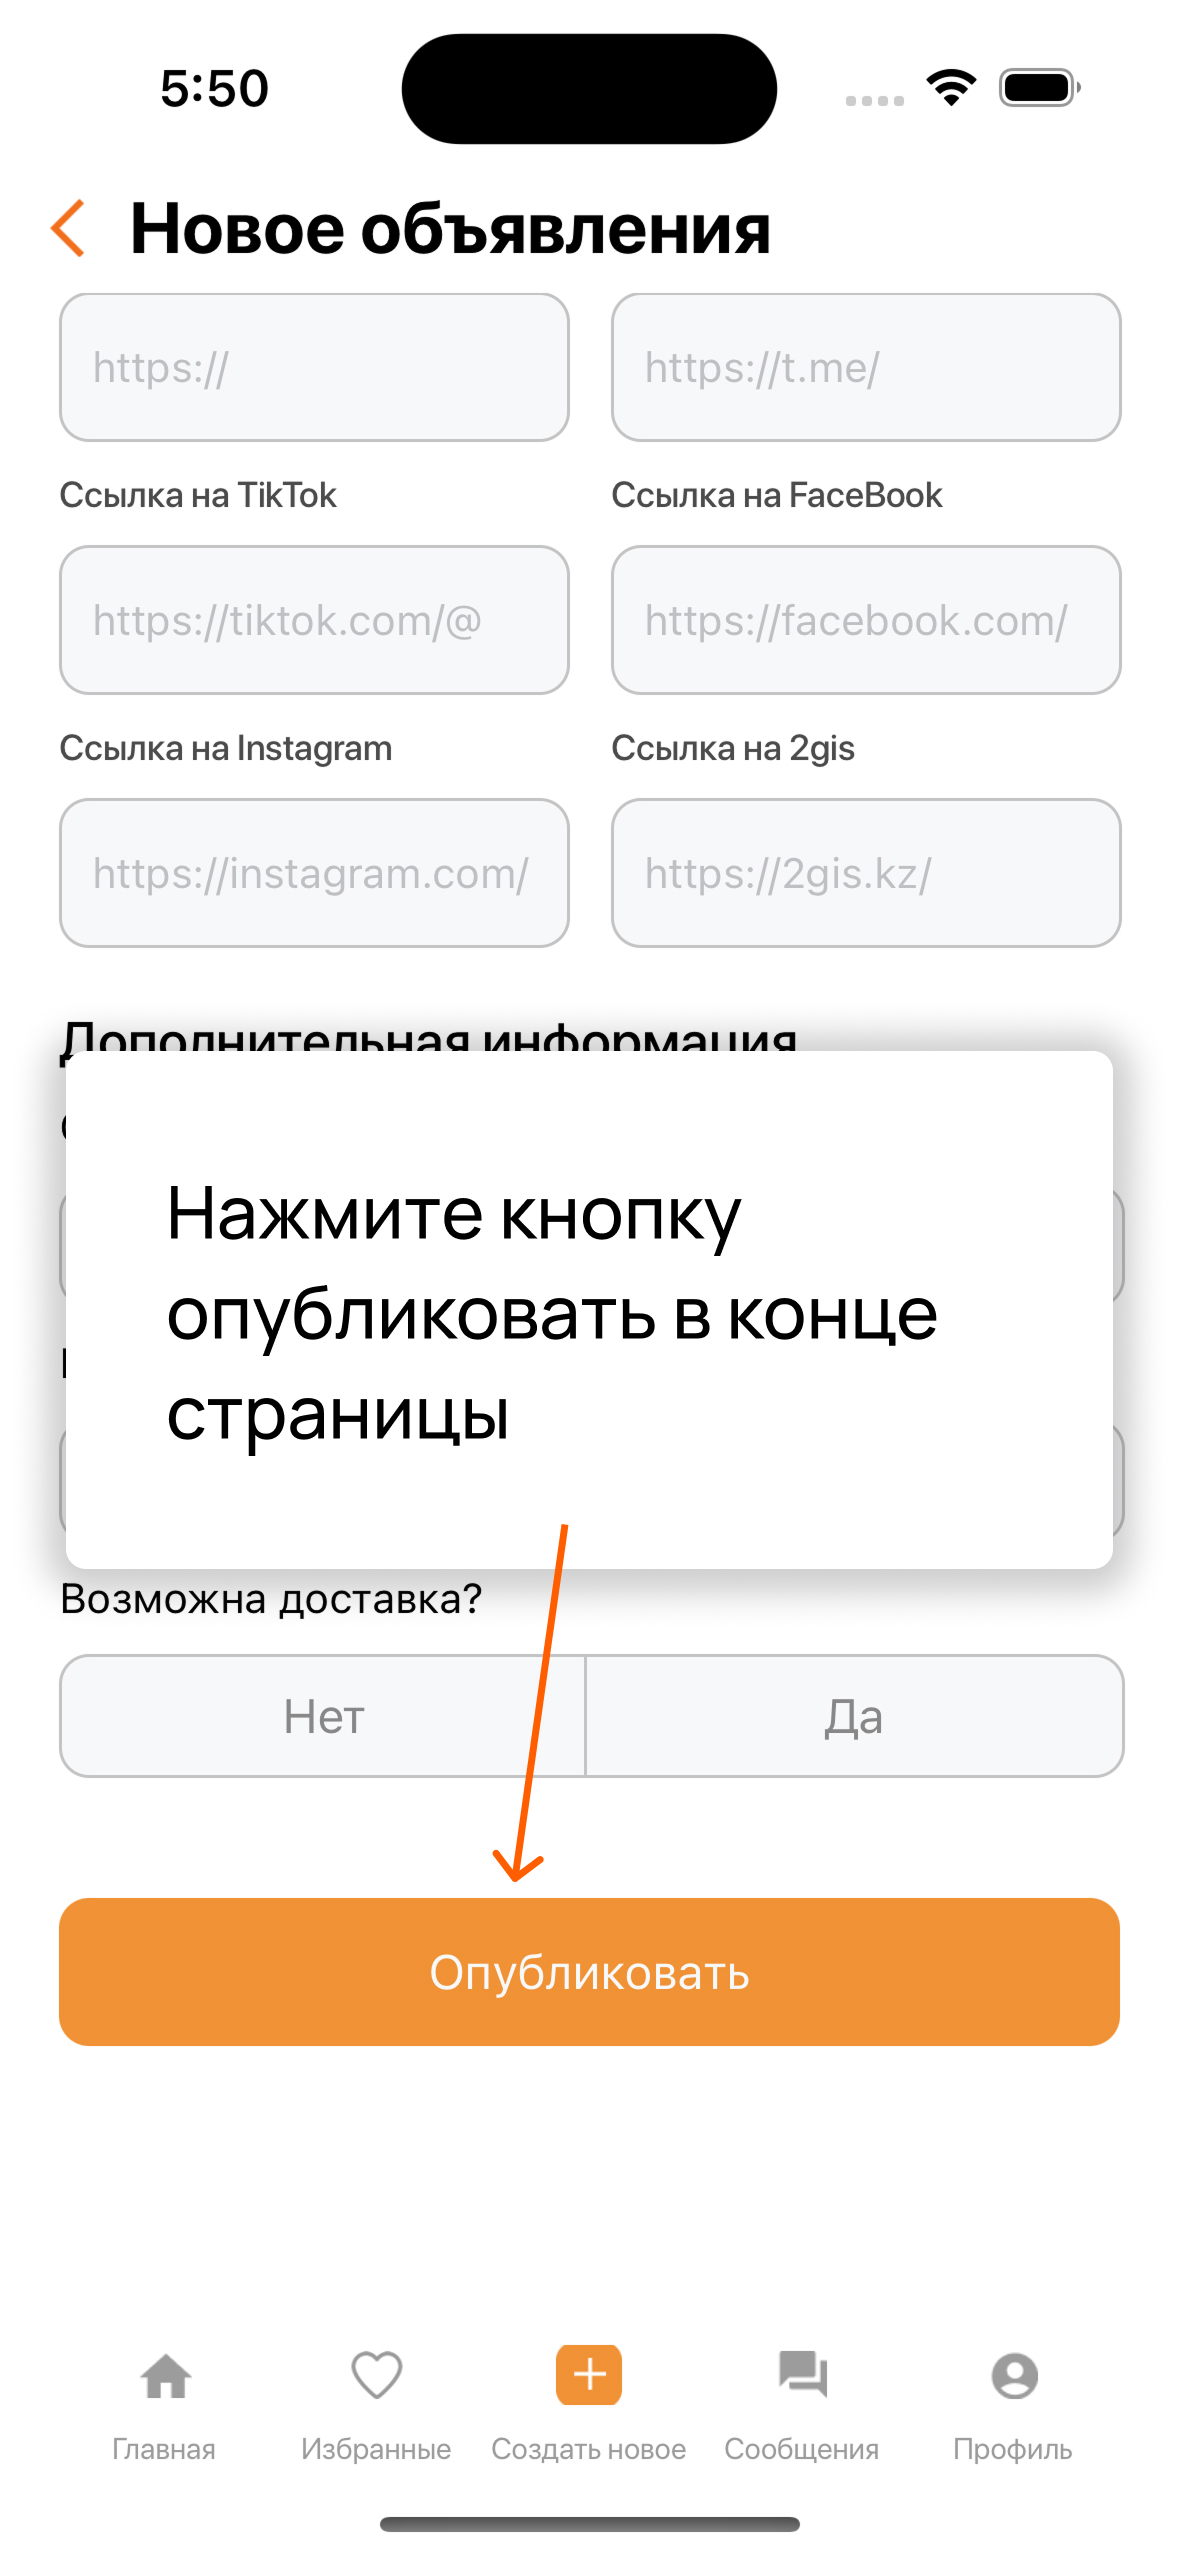 5:50
Новое объявления
https://
https://t.me/
Ссылка на TikTok
Ссылка на FaceBook
https://tiktok.com/@
https://facebook.com/
Ссылка на Instagram
Ссылка на 2gis
https://instagram.com/
https://2gis.kz/
Дополнительная информация
Нажмите кнопку
опубликовать в конце
страницы
Возможна доставка?
Нет
Да
Опубликовать
Главная
Избранные
Создать новое
Сообщения
Профиль